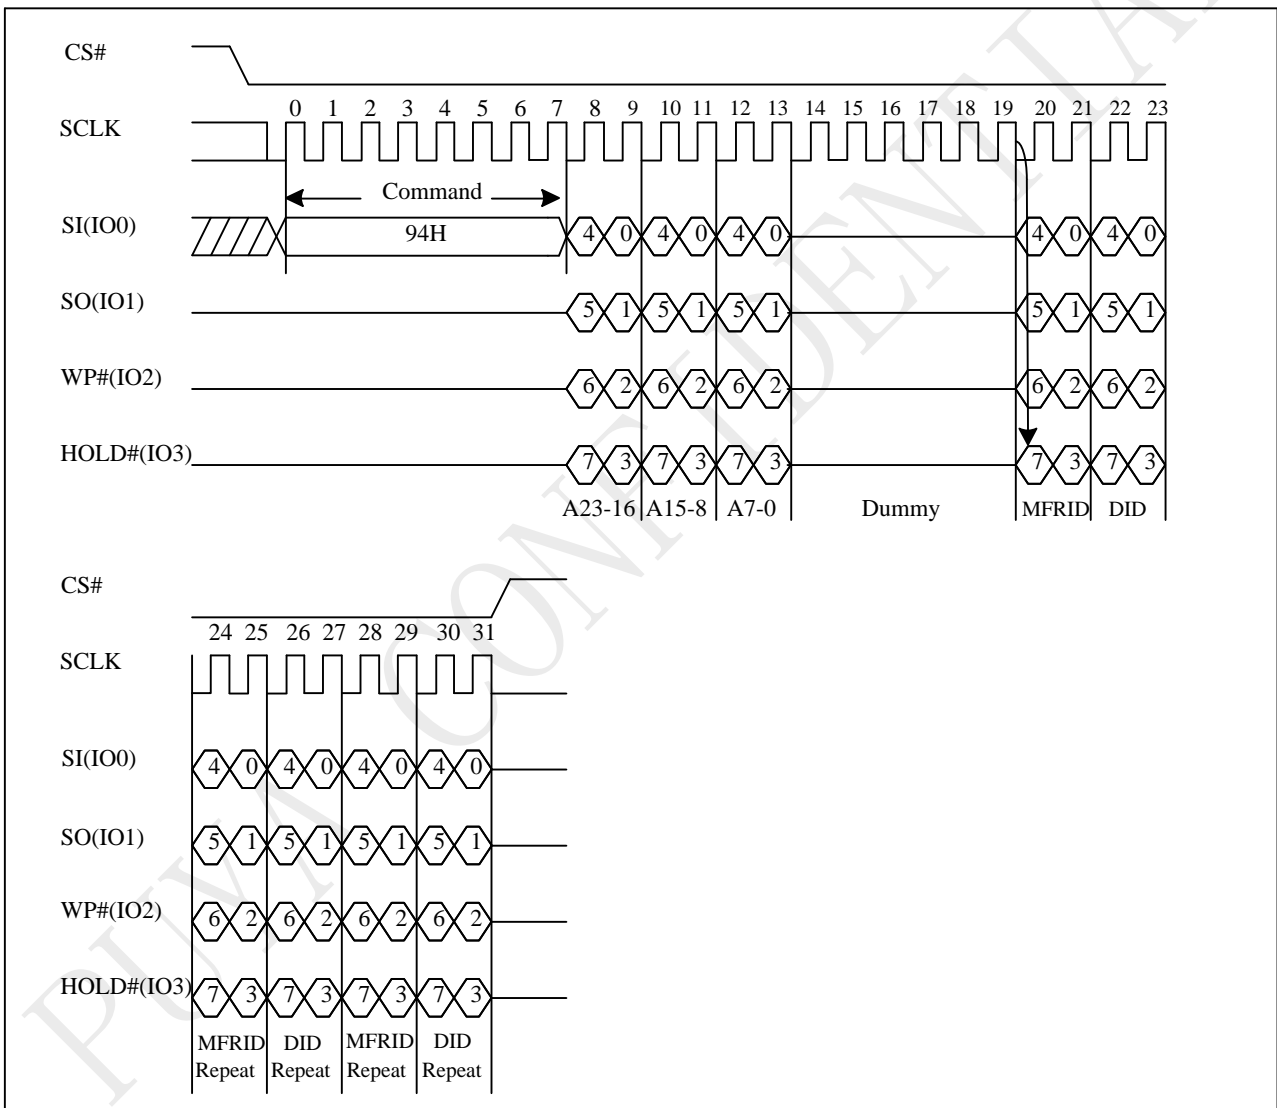 CS#
0 1 2 3 4 5 6 7 8 9 10 11 12 13 14 15 16 17 18 19 20 21 22 23
SCLK
Command
SI(IO0) 94H 4 0 4 0 4 0 4 0 4 0
SO(IO1) 5 1 5 1 5 1 5 1 5 1
WP#(IO2) 6 2 6 2 6 2 6 2 6 2
HOLD#(IO3) 7 3 7 3 7 3 7 3 7 3
A23-16 A15-8 A7-0 Dummy MFRID DID
CS#
24 25 26 27 28 29 30 31
SCLK
SI(IO0) 4 0 4 0 4 0 4 0
SO(IO1) 5 1 5 1 5 1 5 1
WP#(IO2) 6 2 6 2 6 2 6 2
HOLD#(IO3) 7 3 7 3 7 3 7 3
MFRID DID MFRID DID
Repeat Repeat Repeat Repeat
PUYA CONFIDENTIAL